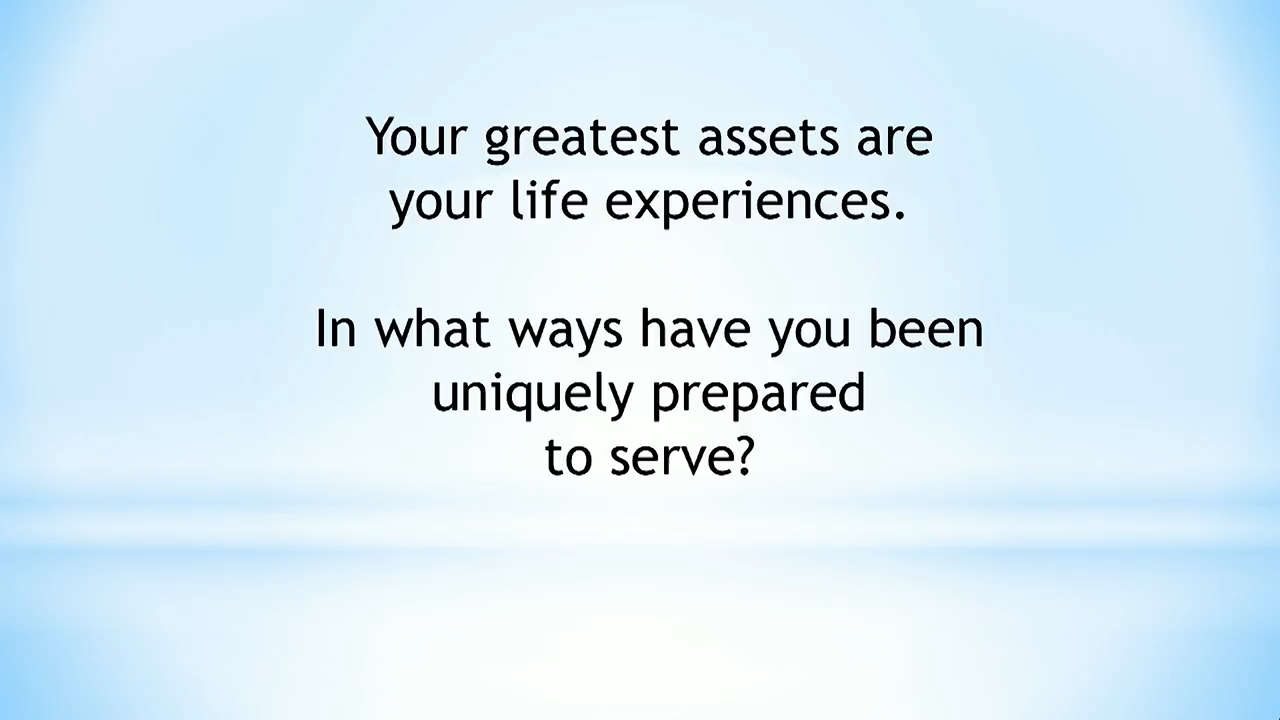 Your greatest assets are
your life experiences.
In what ways have you been
uniquely prepared
to serve?